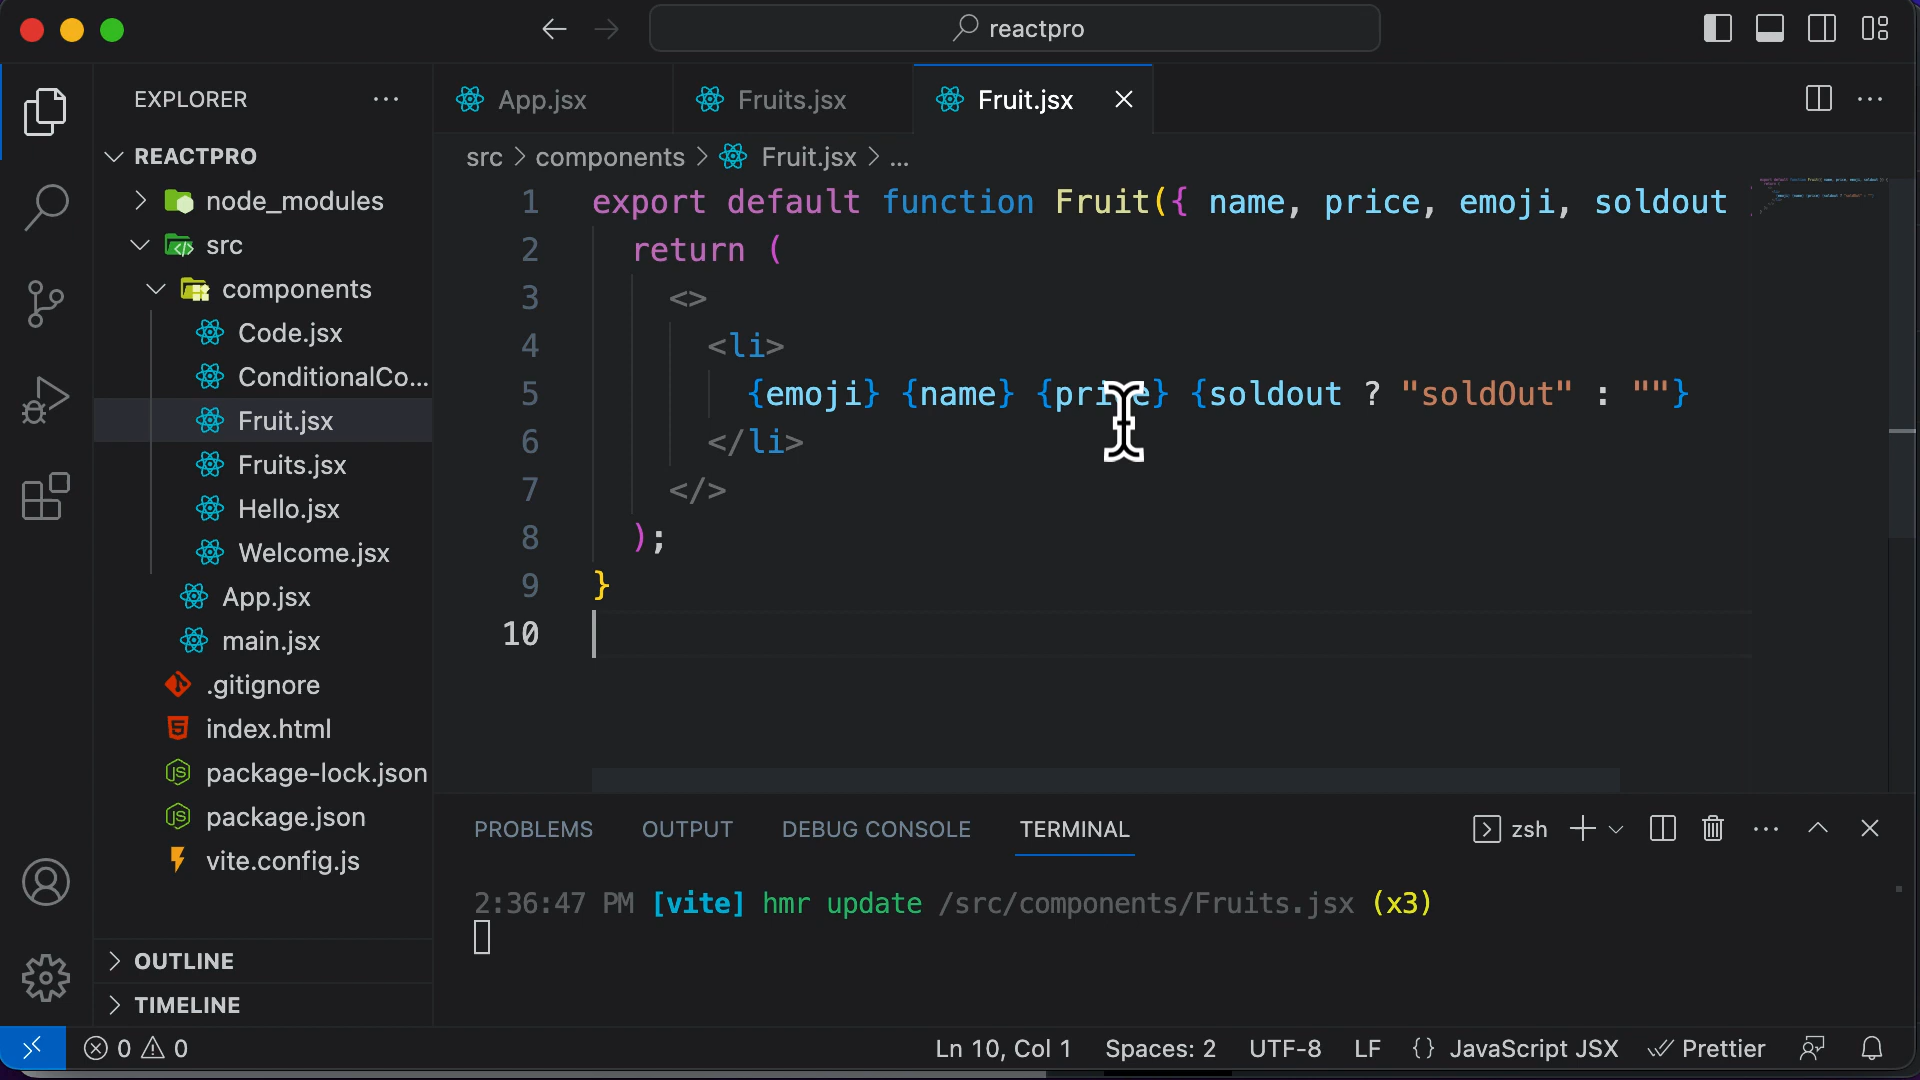 reactpro
EXPLORER
App.jsx
Fruits.jsx
Fruit.jsx
REACTPRO
src > components > Fruit.jsx > ...
node_modules
src
components
Code.jsx
ConditionalCo...
Fruit.jsx
Fruits.jsx
Hello.jsx
Welcome.jsx
App.jsx
main.jsx
.gitignore
index.html
package-lock.json
package.json
vite.config.js
OUTLINE
TIMELINE
1 export default function Fruit({ name, price, emoji, soldout
2 return (
3 <>
4 <li>
5 {emoji} {name} {price} {soldout ? "soldOut" : ""}
6 </li>
7 </>
8 );
9 }
10
PROBLEMS OUTPUT DEBUG CONSOLE TERMINAL zsh
2:36:47 PM [vite] hmr update /src/components/Fruits.jsx (x3)
0 0 Ln 10, Col 1 Spaces: 2 UTF-8 LF {} JavaScript JSX Prettier